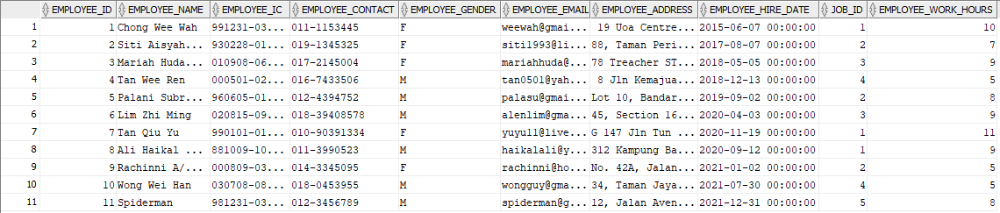 EMPLOYEE_ID EMPLOYEE_NAME EMPLOYEE_IC EMPLOYEE_CONTACT EMPLOYEE_GENDER EMPLOYEE_EMAIL EMPLOYEE_ADDRESS EMPLOYEE_HIRE_DATE JOB_ID EMPLOYEE_WORK_HOURS
1 1 Chong Wee Wah 991231-03... 011-1153445 F weewah@gmai... 19 Uoa Centre... 2015-06-07 00:00:00 1 10
2 2 Siti Aisyah... 930228-01... 019-1345325 F siti1993@li... 88, Taman Peri... 2017-08-07 00:00:00 2 7
3 3 Mariah Huda... 010908-06... 017-2145004 F mariahhuda@... 78 Treacher ST... 2018-05-05 00:00:00 3 9
4 4 Tan Wee Ren 000501-02... 016-7433506 M tan0501@yah... 8 Jln Kemajua... 2018-12-13 00:00:00 4 5
5 5 Palani Subr... 960605-01... 012-4394752 M palasu@gmai... Lot 10, Bandar... 2019-09-02 00:00:00 2 8
6 6 Lim Zhi Ming 020815-09... 018-39408578 M alenlim@gma... 45, Section 16... 2020-04-03 00:00:00 3 9
7 7 Tan Qiu Yu 990101-01... 010-90391334 F yuyu11@live... G 147 Jln Tun ... 2020-11-19 00:00:00 1 11
8 8 Ali Haikal ... 881009-10... 011-3990523 M haikalali@y... 312 Kampung Ba... 2020-09-12 00:00:00 1 9
9 9 Rachinni A/... 000809-03... 014-3345095 F rachinni@ho... No. 42A, Jalan... 2021-01-02 00:00:00 2 5
10 10 Wong Wei Han 030708-08... 018-0453955 M wongguy@gma... 34, Taman Jaya... 2021-07-30 00:00:00 4 5
11 11 Spiderman 981231-03... 012-3456789 M spiderman@g... 12, Jalan Aven... 2021-12-31 00:00:00 5 8